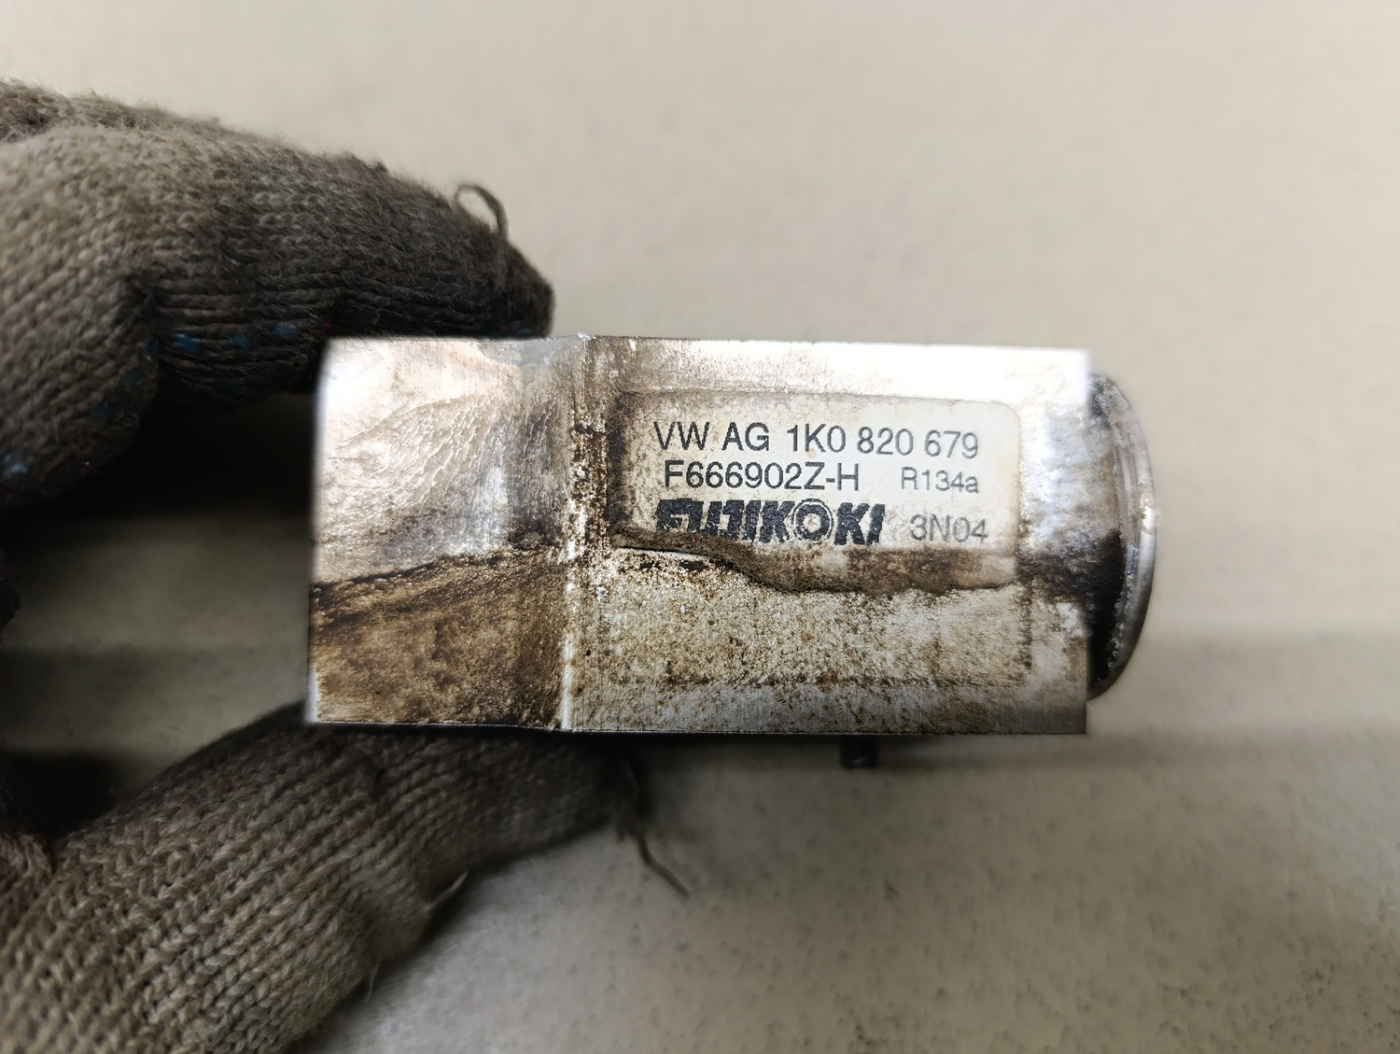 VW AG 1K0 820 679
F666902Z-H R134a
FUJIKOKI 3N04